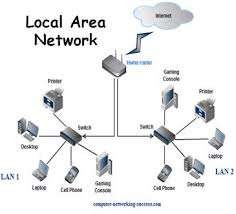 Local Area
Network
Internet
Home router
Gaming
Console
Printer
Printer
Switch
Switch
Desktop
Desktop
LAN 1
LAN 2
Laptop
Cell Phone
Gaming
Console
Cell Phone
Laptop
computer-networking-success.com